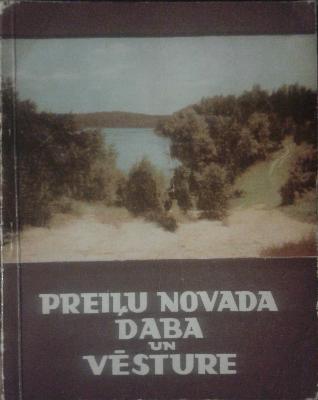 PREIĻU NOVADA
DABA
UN
VĒSTURE